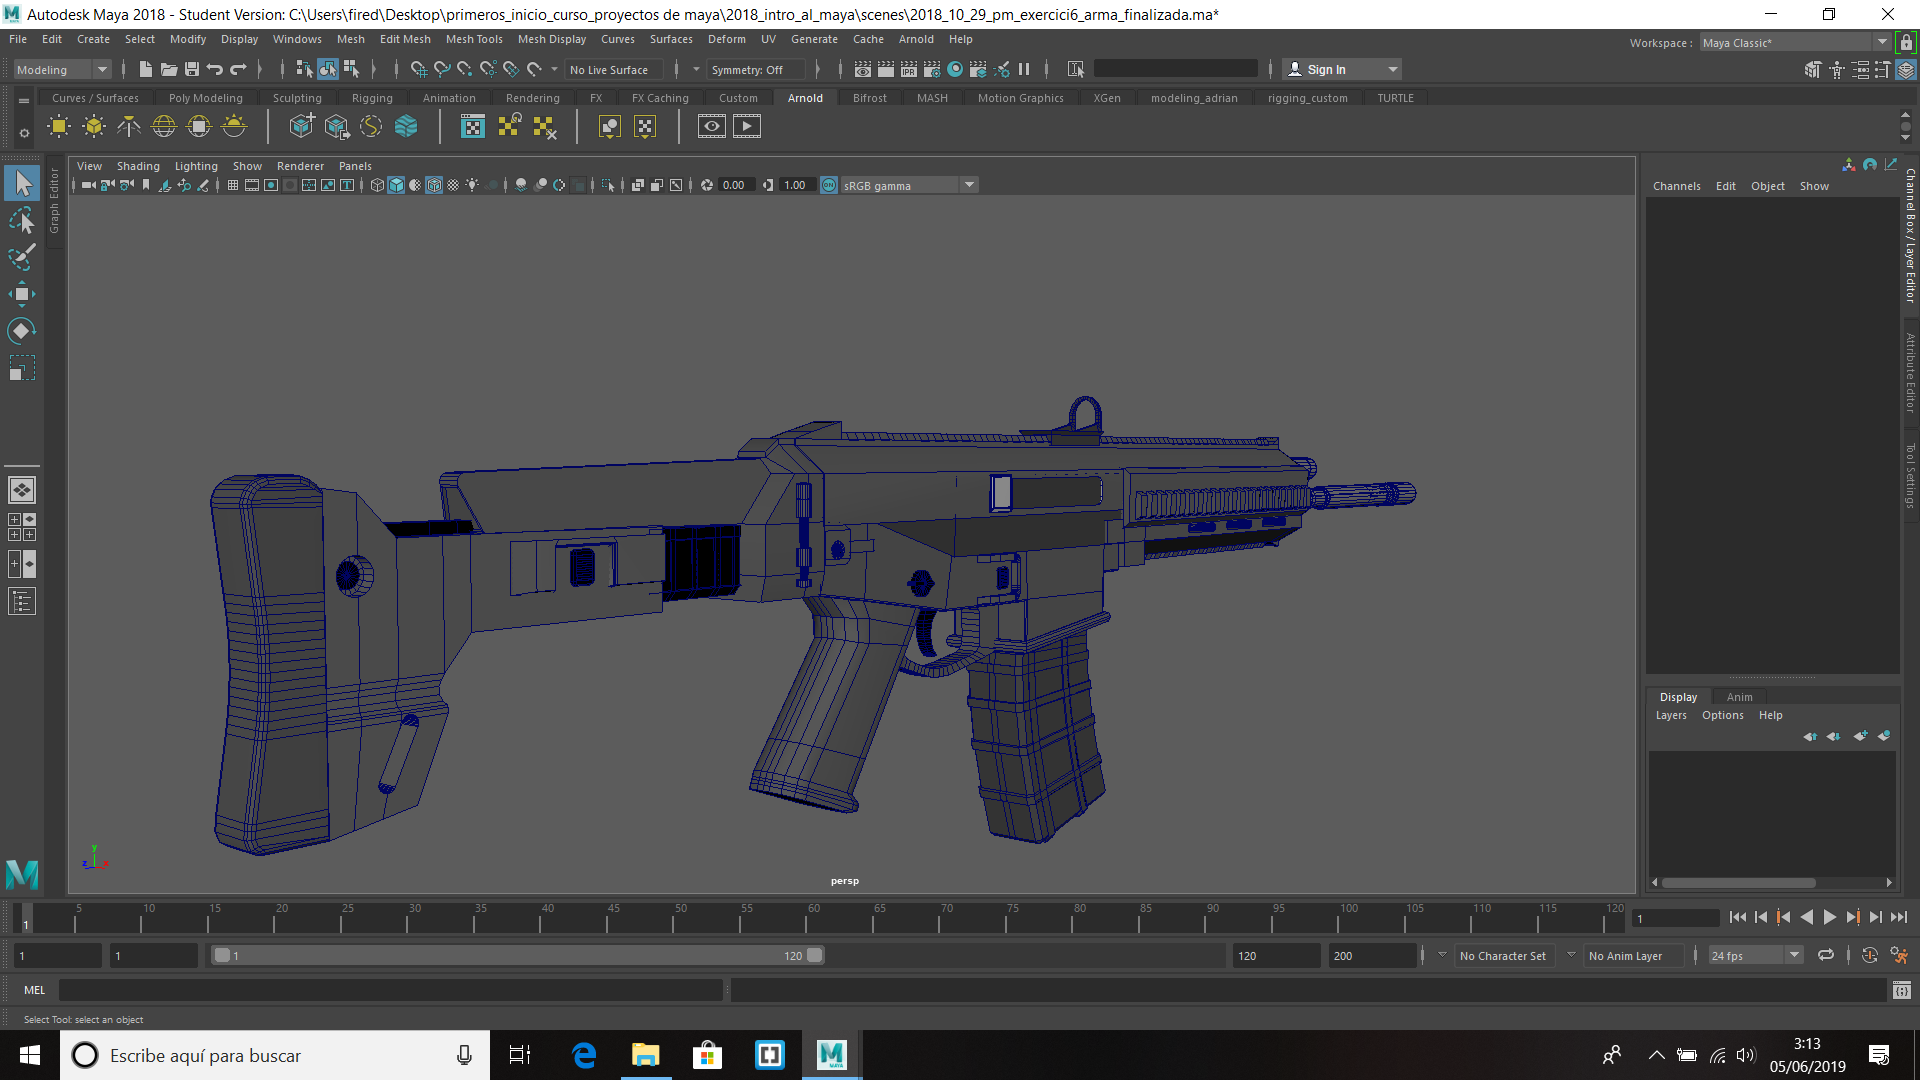 Autodesk Maya 2018 - Student Version: C:\Users\fired\Desktop\primeros_inicio_curso_proyectos de maya\2018_intro_al_maya\scenes\2018_10_29_pm_exercici6_arma_finalizada.ma*
File Edit Create Select Modify Display Windows Mesh Edit Mesh Mesh Tools Mesh Display Curves Surfaces Deform UV Generate Cache Arnold Help
Workspace : Maya Classic*
Modeling No Live Surface Symmetry: Off Sign In
IPR
Curves / Surfaces Poly Modeling Sculpting Rigging Animation Rendering FX FX Caching Custom Arnold Bifrost MASH Motion Graphics XGen modeling_adrian rigging_custom TURTLE
View Shading Lighting Show Renderer Panels
0.00 1.00 ON sRGB gamma
Graph Editor
Channels Edit Object Show
Channel Box / Layer Editor
Attribute Editor
Tool Settings
Display Anim
Layers Options Help
y
z x
persp
1 5 10 15 20 25 30 35 40 45 50 55 60 65 70 75 80 85 90 95 100 105 110 115 120 1
1 1 1 120 120 200 No Character Set No Anim Layer 24 fps
MEL
Select Tool: select an object
Escribe aquí para buscar
MAYA
3:13
05/06/2019